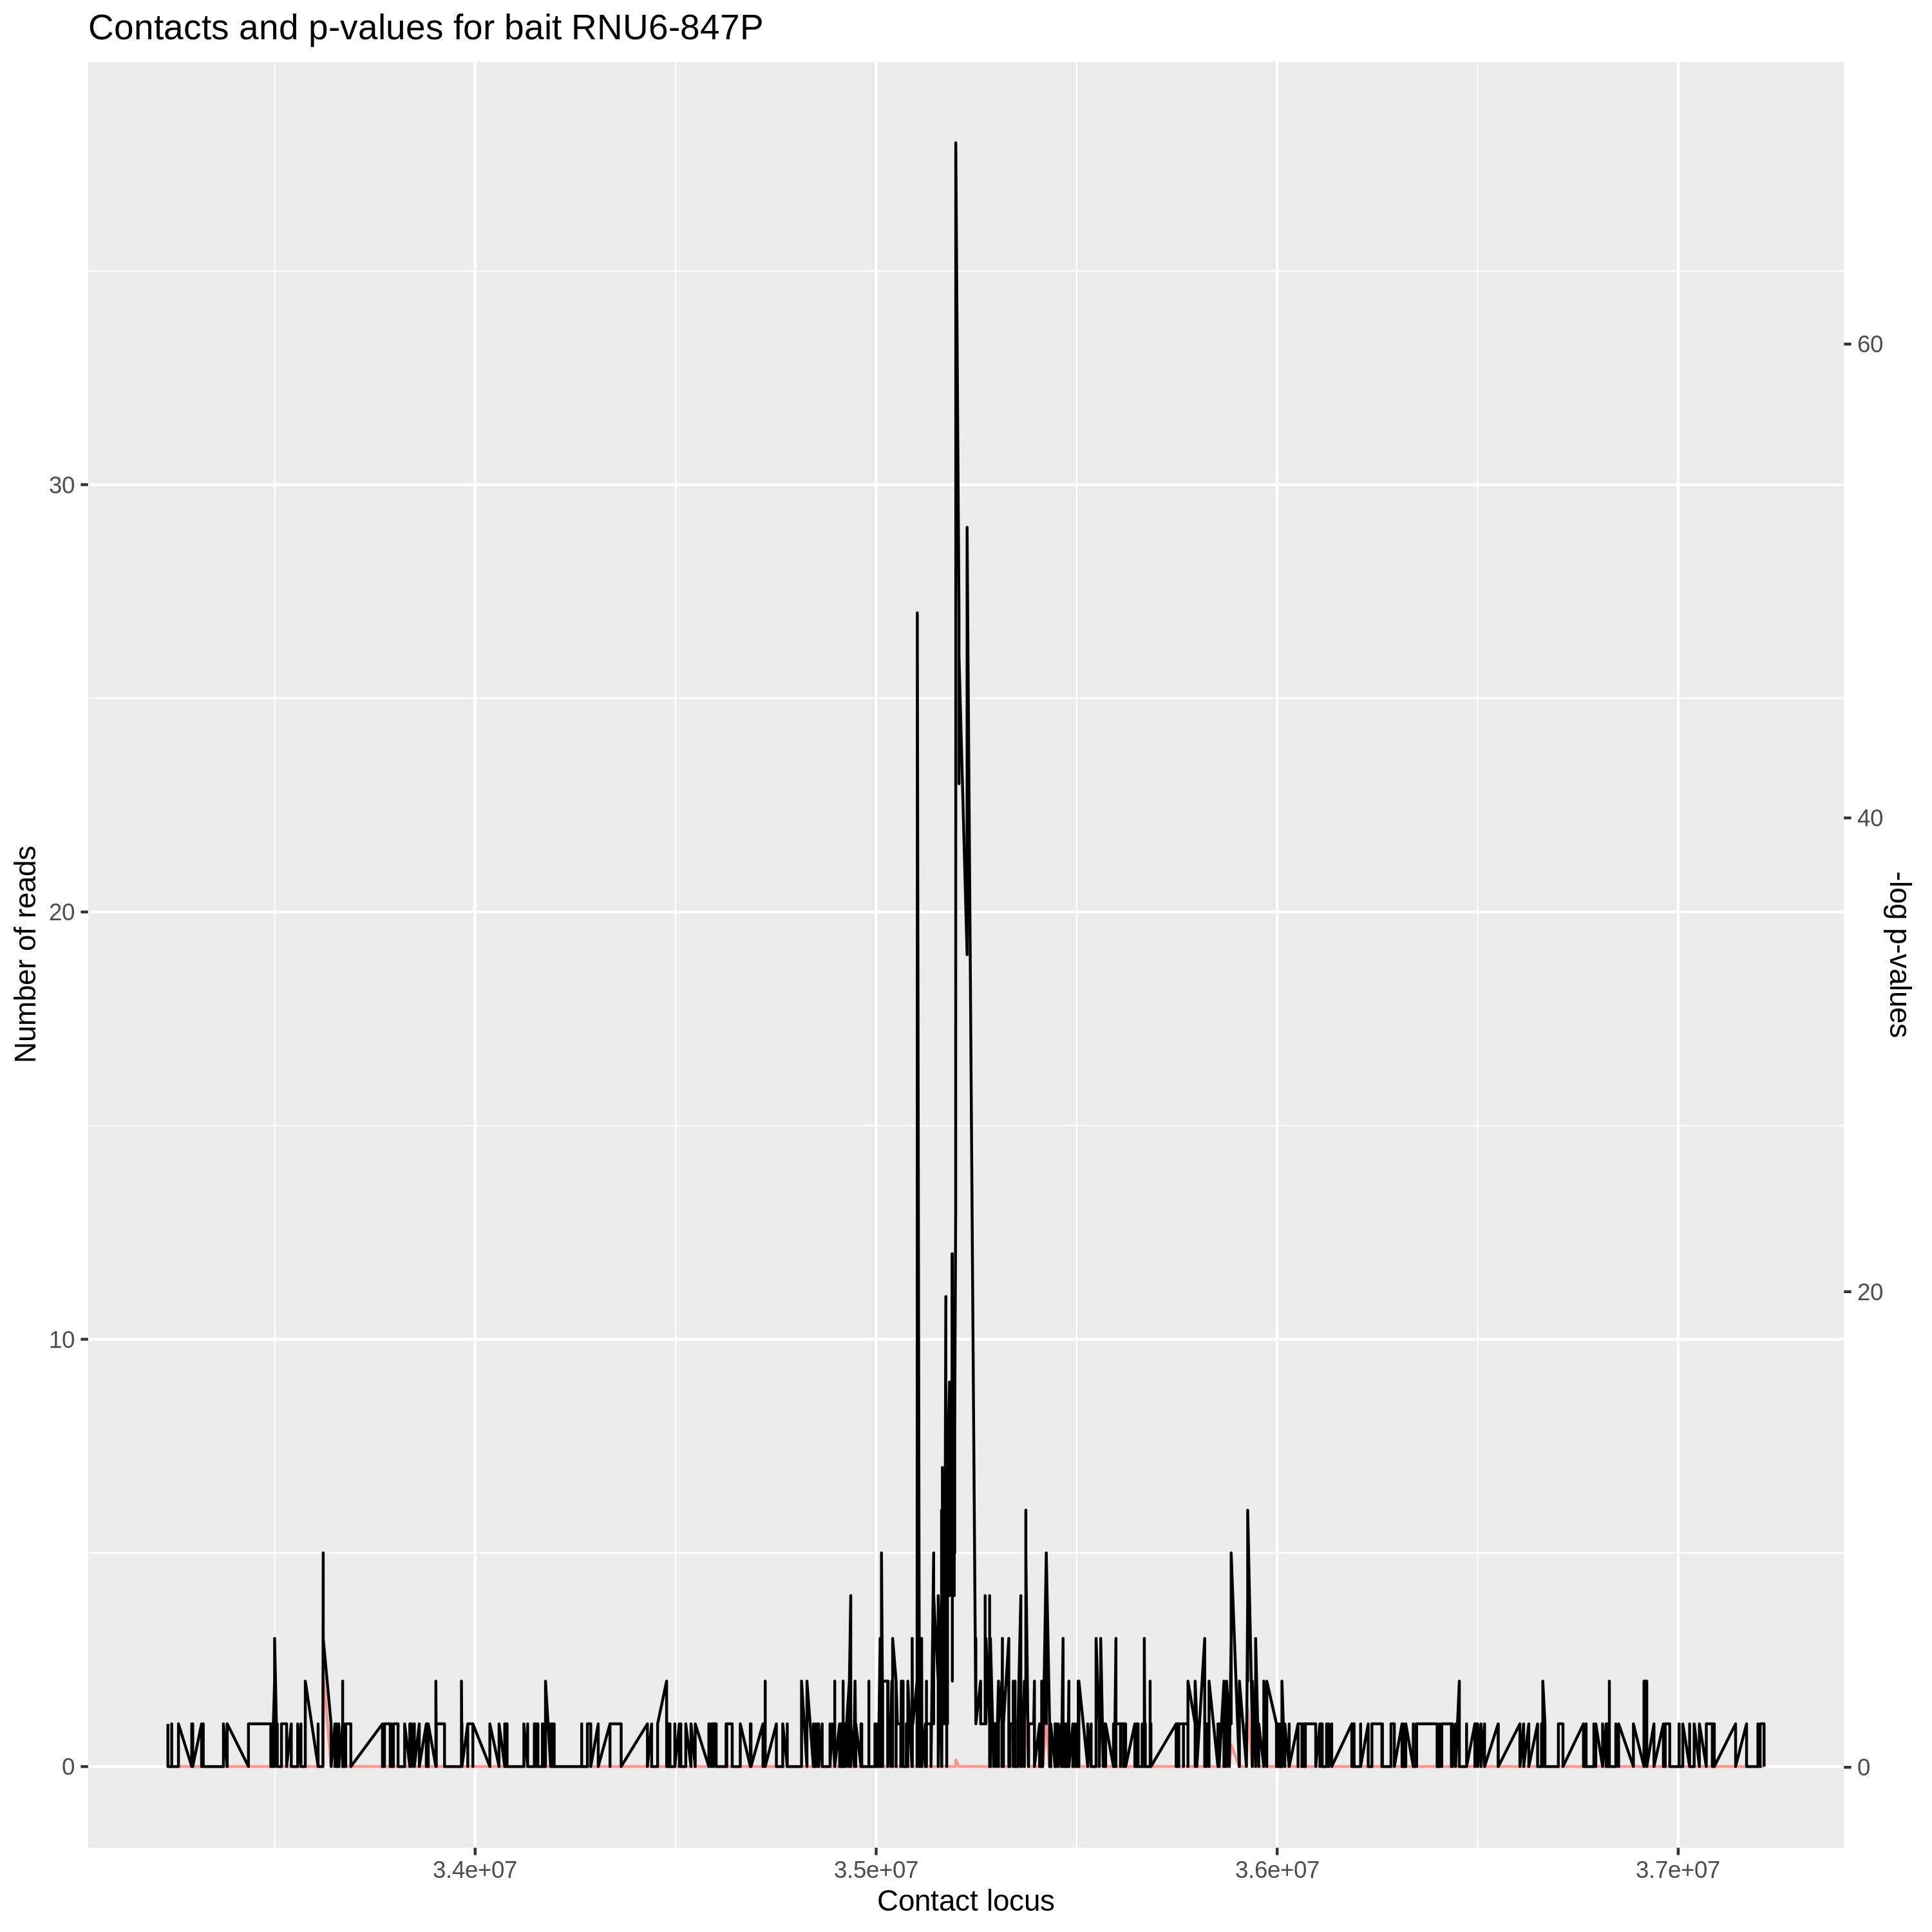 Contacts and p-values for bait RNU6-847P
30
20
10
0
Number of reads
60
40
20
0
-log p-values
3.4e+07 3.5e+07 3.6e+07 3.7e+07
Contact locus